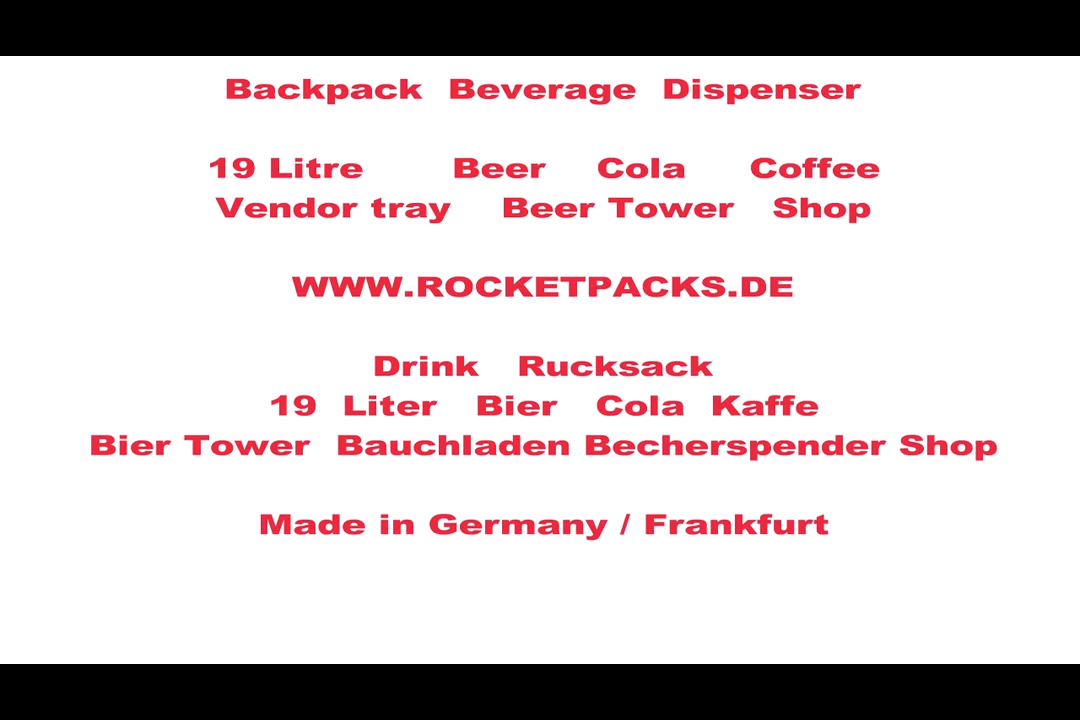 Backpack Beverage Dispenser
19 Litre Beer Cola Coffee
Vendor tray Beer Tower Shop
WWW.ROCKETPACKS.DE
Drink Rucksack
19 Liter Bier Cola Kaffe
Bier Tower Bauchladen Becherspender Shop
Made in Germany / Frankfurt